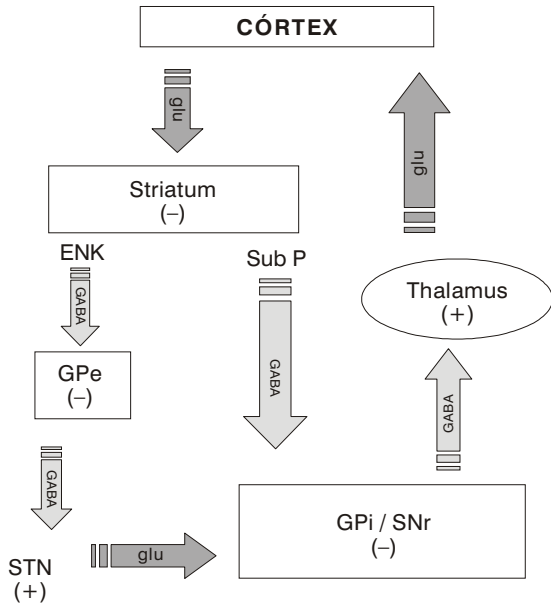 CÓRTEX
glu
glu
Striatum
(–)
ENK
Sub P
GABA
Thalamus
(+)
GPe
(–)
GABA
GABA
GABA
GPi / SNr
(–)
STN
(+)
glu